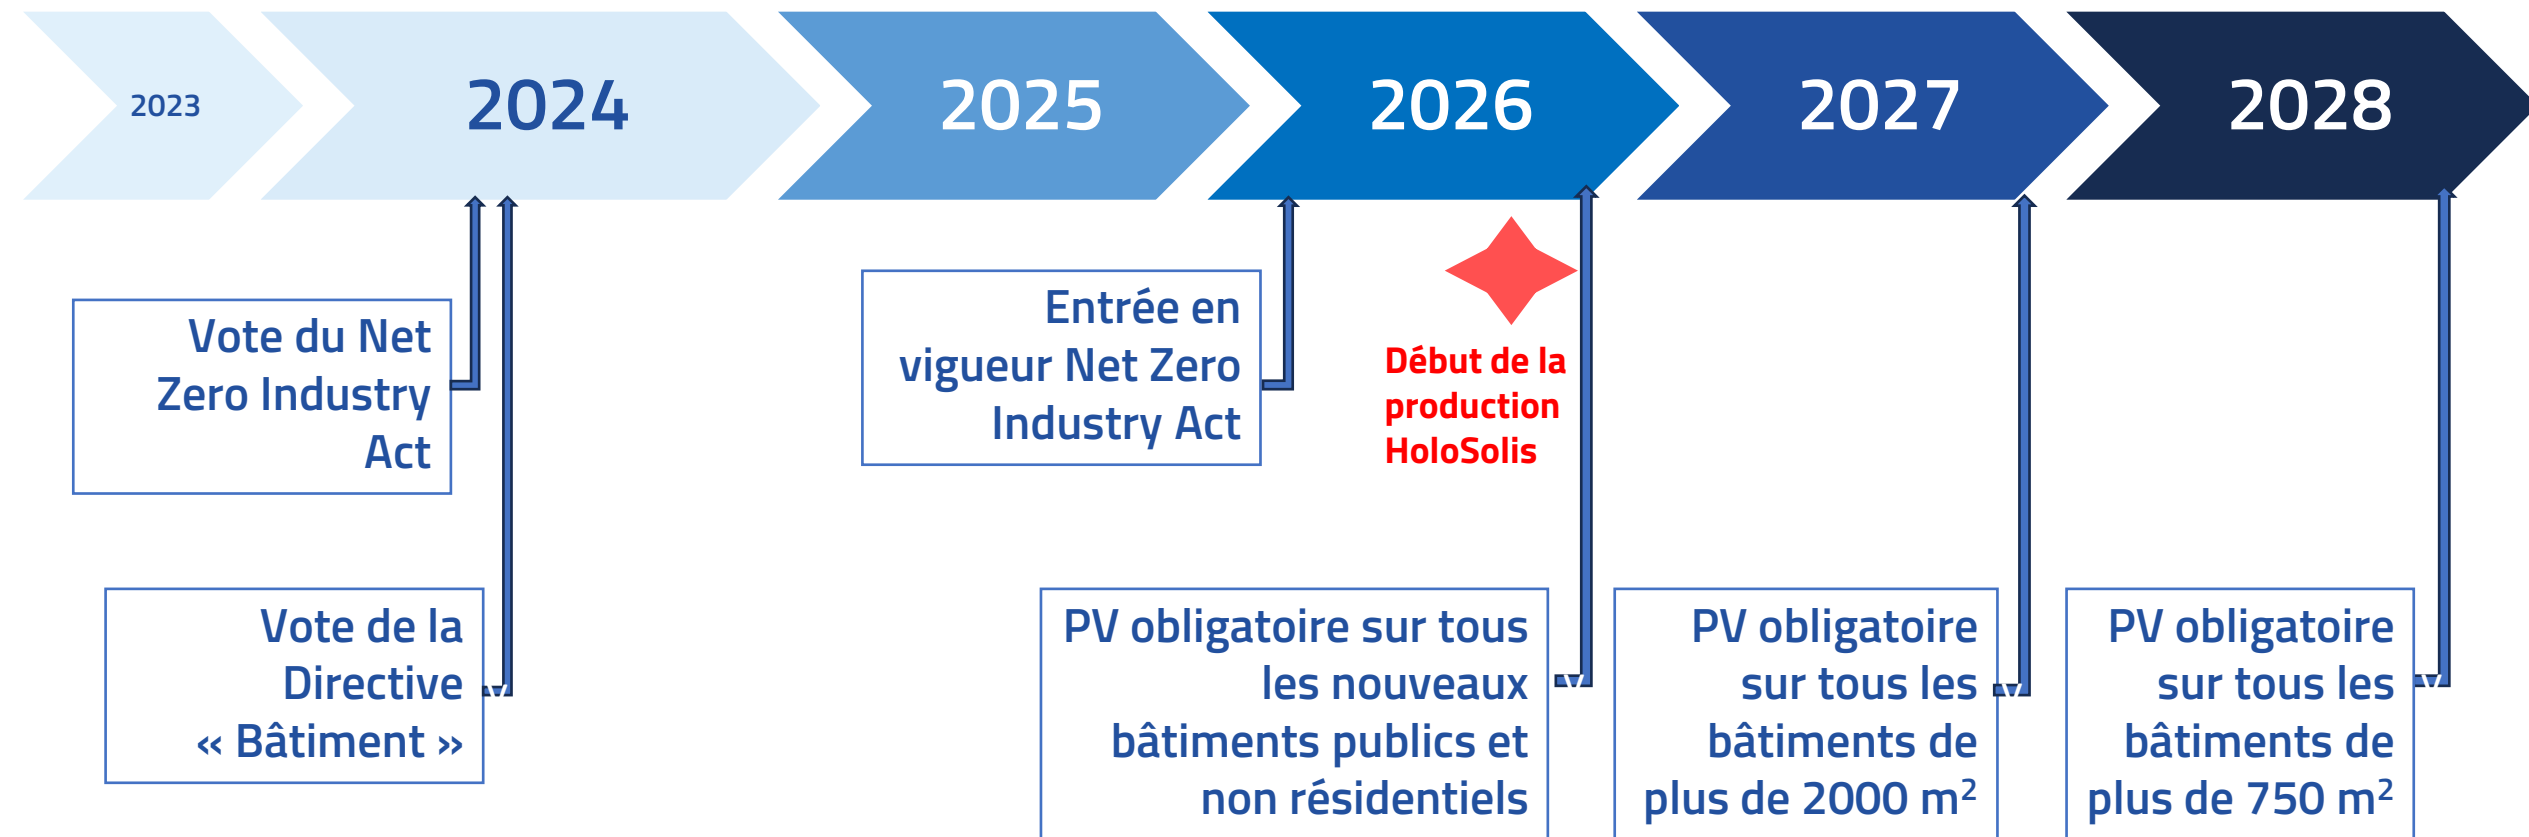 2023
2024
2025
2026
2027
2028
Vote du Net
Zero Industry
Act
Entrée en
vigueur Net Zero
Industry Act
Début de la
production
HoloSolis
Vote de la
Directive
« Bâtiment »
PV obligatoire sur tous
les nouveaux
bâtiments publics et
non résidentiels
PV obligatoire
sur tous les
bâtiments de
plus de 2000 m²
PV obligatoire
sur tous les
bâtiments de
plus de 750 m²